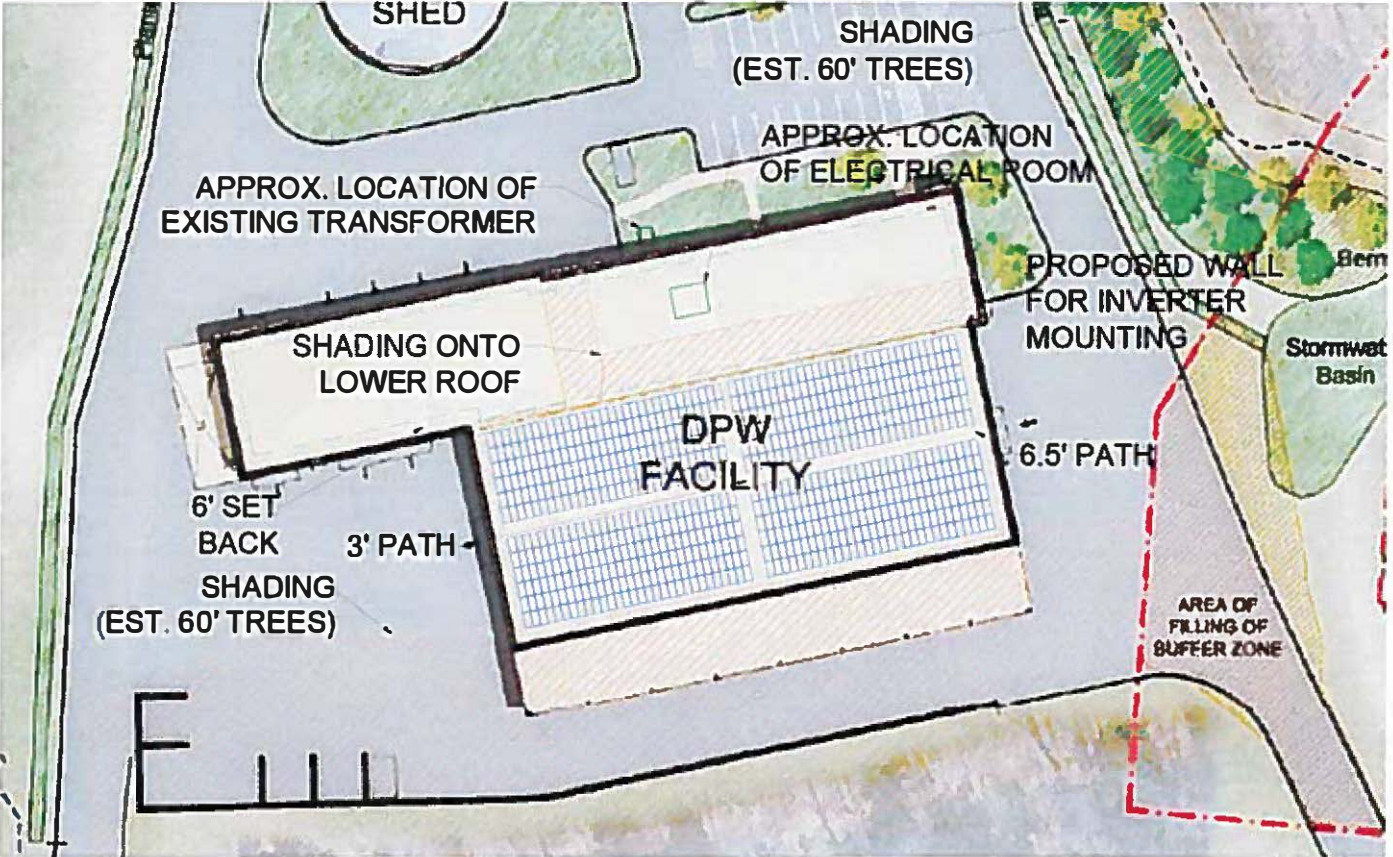 SHED
SHADING
(EST. 60' TREES)
APPROX. LOCATION
OF ELECTRICAL ROOM
APPROX. LOCATION OF
EXISTING TRANSFORMER
PROPOSED WALL
FOR INVERTER
MOUNTING
Berm
Stormwat
Basin
SHADING ONTO
LOWER ROOF
DPW
FACILITY
6.5' PATH
6' SET
BACK
3' PATH
SHADING
(EST. 60' TREES)
AREA OF
FILLING OF
BUFFER ZONE